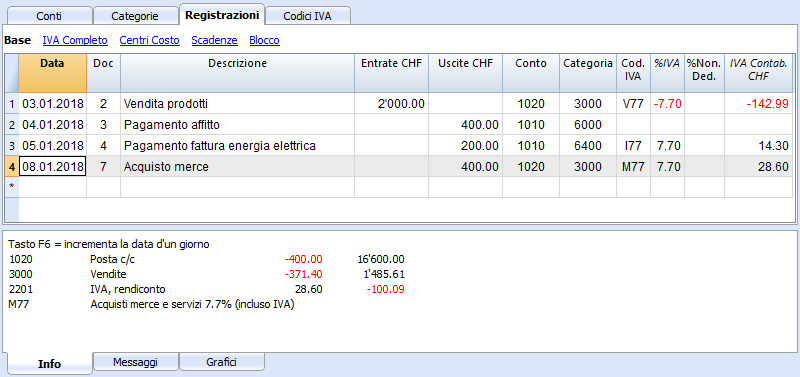 Conti Categorie Registrazioni Codici IVA
Base IVA Completo Centri Costo Scadenze Blocco
Data Doc Descrizione Entrate CHF Uscite CHF Conto Categoria Cod. IVA %IVA %Non. Ded. IVA Contab. CHF
1 03.01.2018 2 Vendita prodotti 2'000.00 1020 3000 V77 -7.70 -142.99
2 04.01.2018 3 Pagamento affitto 400.00 1010 6000
3 05.01.2018 4 Pagamento fattura energia elettrica 200.00 1010 6400 I77 7.70 14.30
4 08.01.2018 7 Acquisto merce 400.00 1020 3000 M77 7.70 28.60
*
Tasto F6 = incrementa la data d'un giorno
1020 Posta c/c -400.00 16'600.00
3000 Vendite -371.40 1'485.61
2201 IVA, rendiconto 28.60 -100.09
M77 Acquisti merce e servizi 7.7% (incluso IVA)
Info Messaggi Grafici